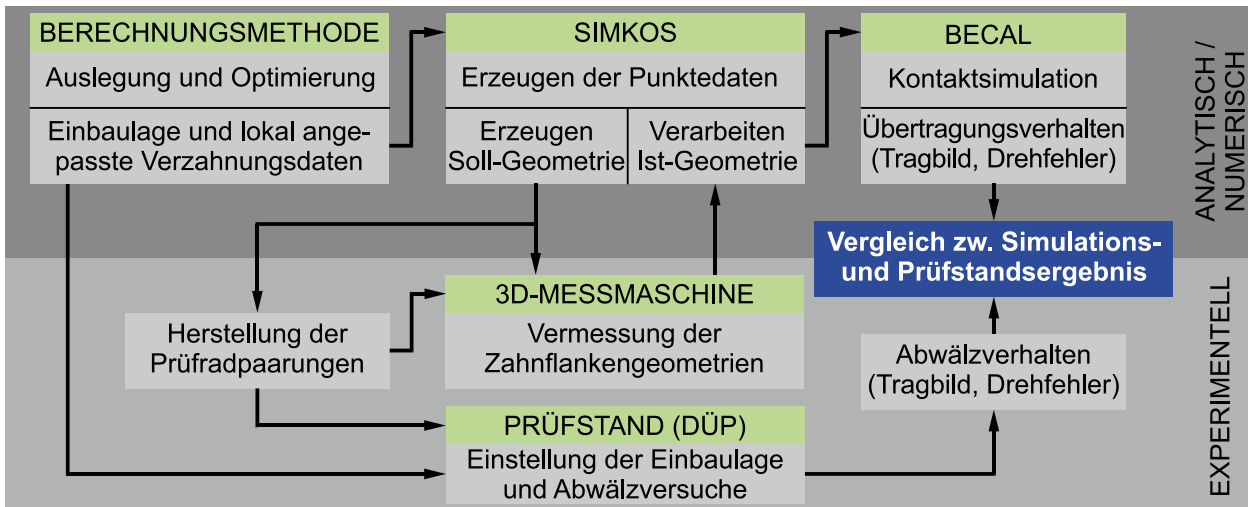 BERECHNUNGSMETHODE
Auslegung und Optimierung
Einbaulage und lokal ange-
passte Verzahnungsdaten
SIMKOS
Erzeugen der Punktedaten
Erzeugen
Soll-Geometrie
Verarbeiten
Ist-Geometrie
BECAL
Kontaktsimulation
Übertragungsverhalten
(Tragbild, Drehfehler)
ANALYTISCH /
NUMERISCH
Vergleich zw. Simulations-
und Prüfstandsergebnis
3D-MESSMASCHINE
Vermessung der
Zahnflankengeometrien
Herstellung der
Prüfradpaarungen
Abwälzverhalten
(Tragbild, Drehfehler)
PRÜFSTAND (DÜP)
Einstellung der Einbaulage
und Abwälzversuche
EXPERIMENTELL